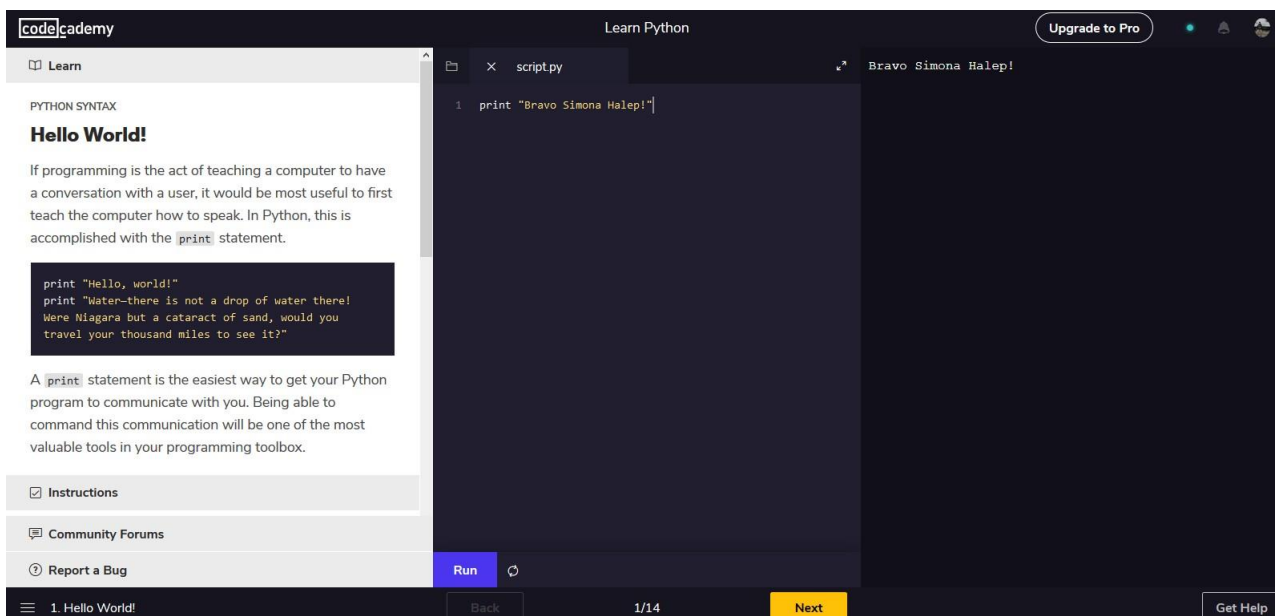 codecademy
Learn Python
Upgrade to Pro
Learn
PYTHON SYNTAX
Hello World!
If programming is the act of teaching a computer to have
a conversation with a user, it would be most useful to first
teach the computer how to speak. In Python, this is
accomplished with the print statement.
print "Hello, world!"
print "Water—there is not a drop of water there!
Were Niagara but a cataract of sand, would you
travel your thousand miles to see it?"
A print statement is the easiest way to get your Python
program to communicate with you. Being able to
command this communication will be one of the most
valuable tools in your programming toolbox.
Instructions
Community Forums
Report a Bug
script.py
1 print "Bravo Simona Halep!"
Run
Bravo Simona Halep!
1. Hello World!
Back
1/14
Next
Get Help